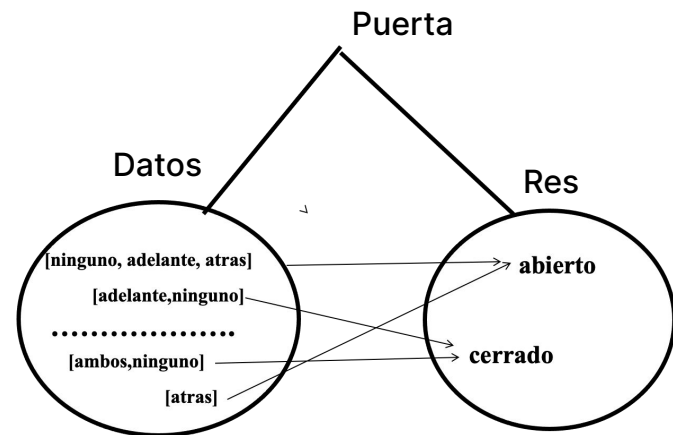 Puerta
Datos
Res
[ninguno, adelante, atras]
abierto
[adelante,ninguno]
...................
[ambos,ninguno]
cerrado
[atras]